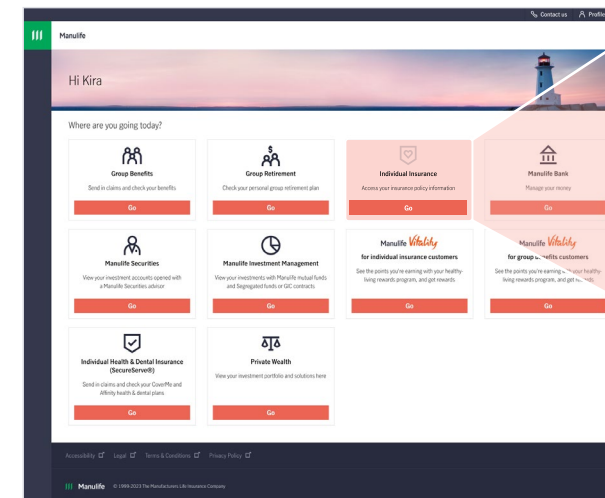 Contact us Profile
Manulife
Hi Kira
Where are you going today?
Group Benefits
Send in claims and check your benefits
Go
Group Retirement
Check your personal group retirement plan
Go
Individual Insurance
Access your insurance policy information
Go
Manulife Bank
Manage your money
Go
Manulife Securities
View your investment accounts opened with
a Manulife Securities advisor
Go
Manulife Investment Management
View your investments with Manulife mutual funds
and Segregated funds or GIC contracts
Go
Manulife Vitality
for individual insurance customers
See the points you're earning with your healthy-
living rewards program, and get rewards
Go
Manulife Vitality
for group benefits customers
See the points you're earning with your healthy-
living rewards program, and get rewards
Go
Individual Health & Dental Insurance
(SecureServe®)
Send in claims and check your CoverMe and
Affinity health & dental plans
Go
Private Wealth
View your investment portfolio and solutions here
Go
Accessibility Legal Terms & Conditions Privacy Policy
Manulife © 1999-2023 The Manufacturers Life Insurance Company